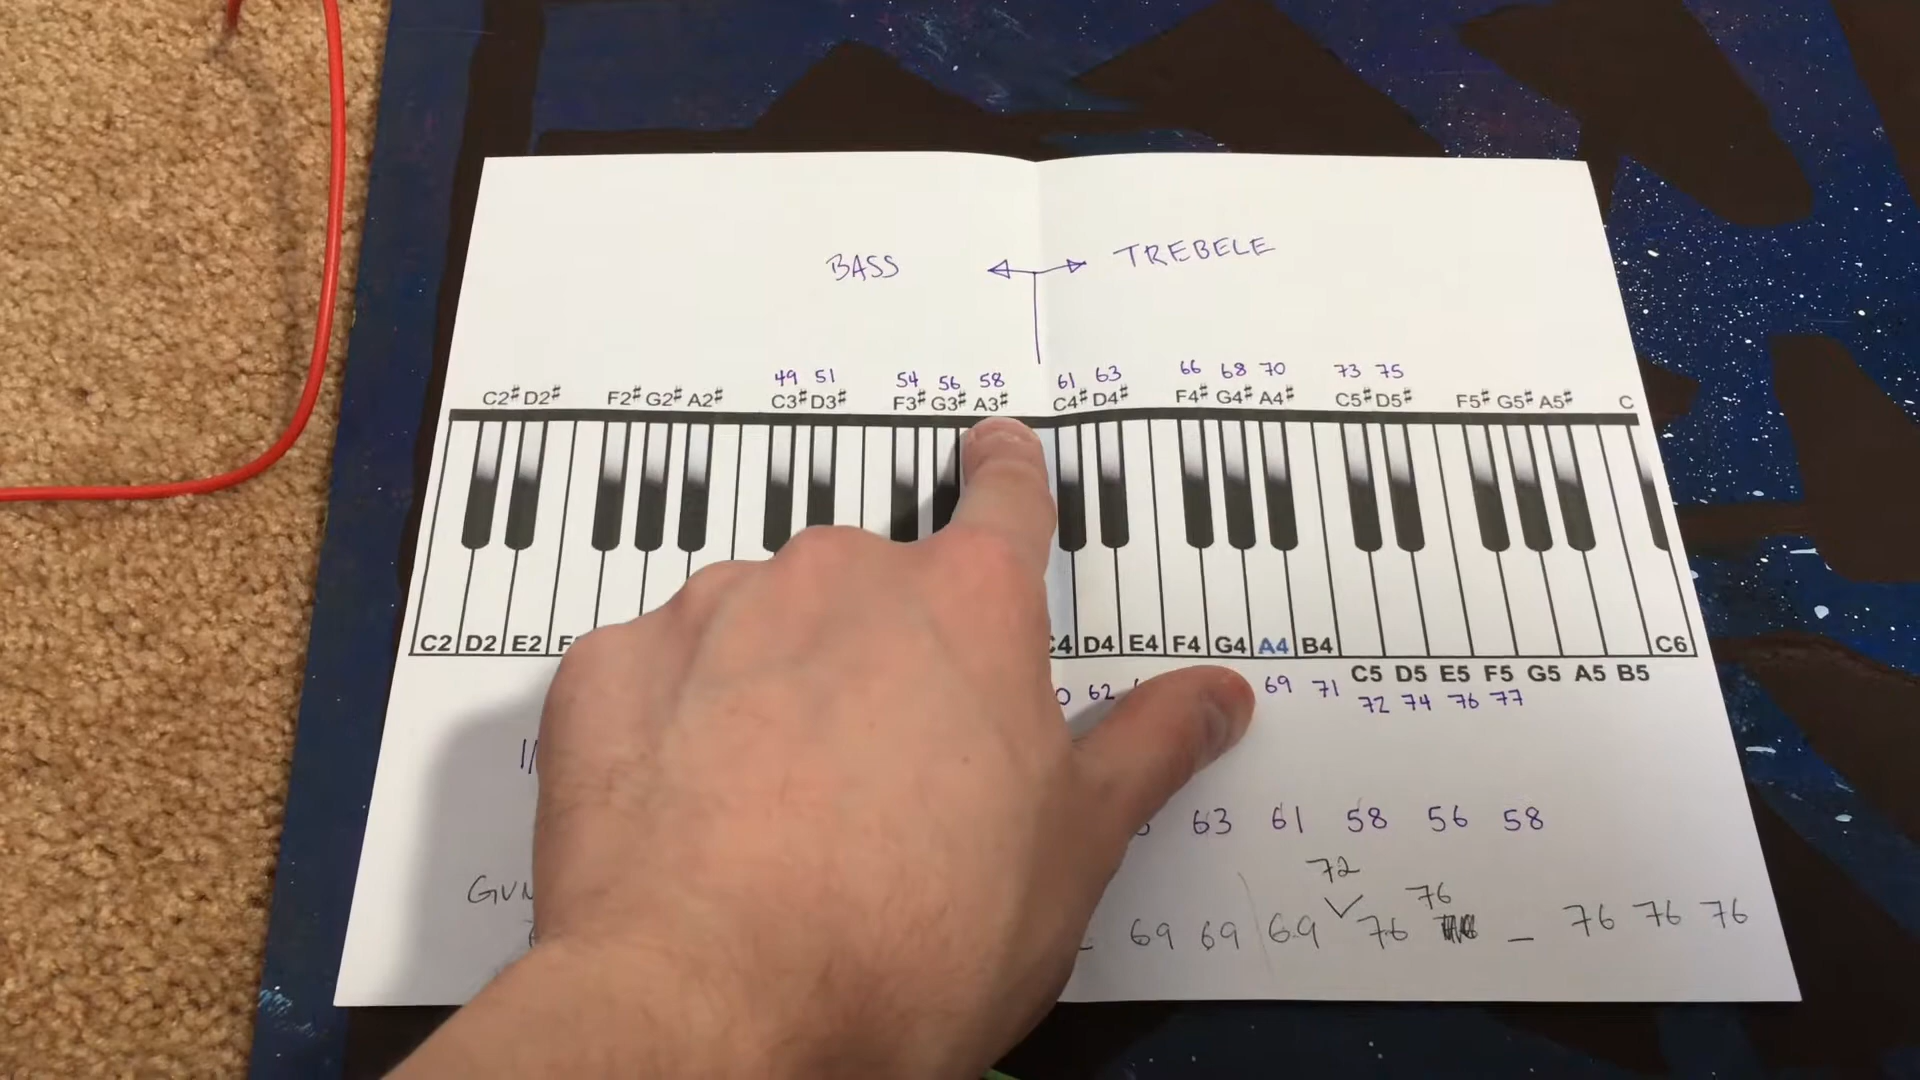 BASS TREBELE
49 51 54 56 58 61 63 66 68 70 73 75
C2# D2# F2# G2# A2# C3# D3# F3# G3# A3# C4# D4# F4# G4# A4# C5# D5# F5# G5# A5# C
C2 D2 E2 C4 D4 E4 F4 G4 A4 B4 C6
C5 D5 E5 F5 G5 A5 B5
62 69 71 72 74 76 77
63 61 58 56 58
72 76
69 69 69 76 _ 76 76 76